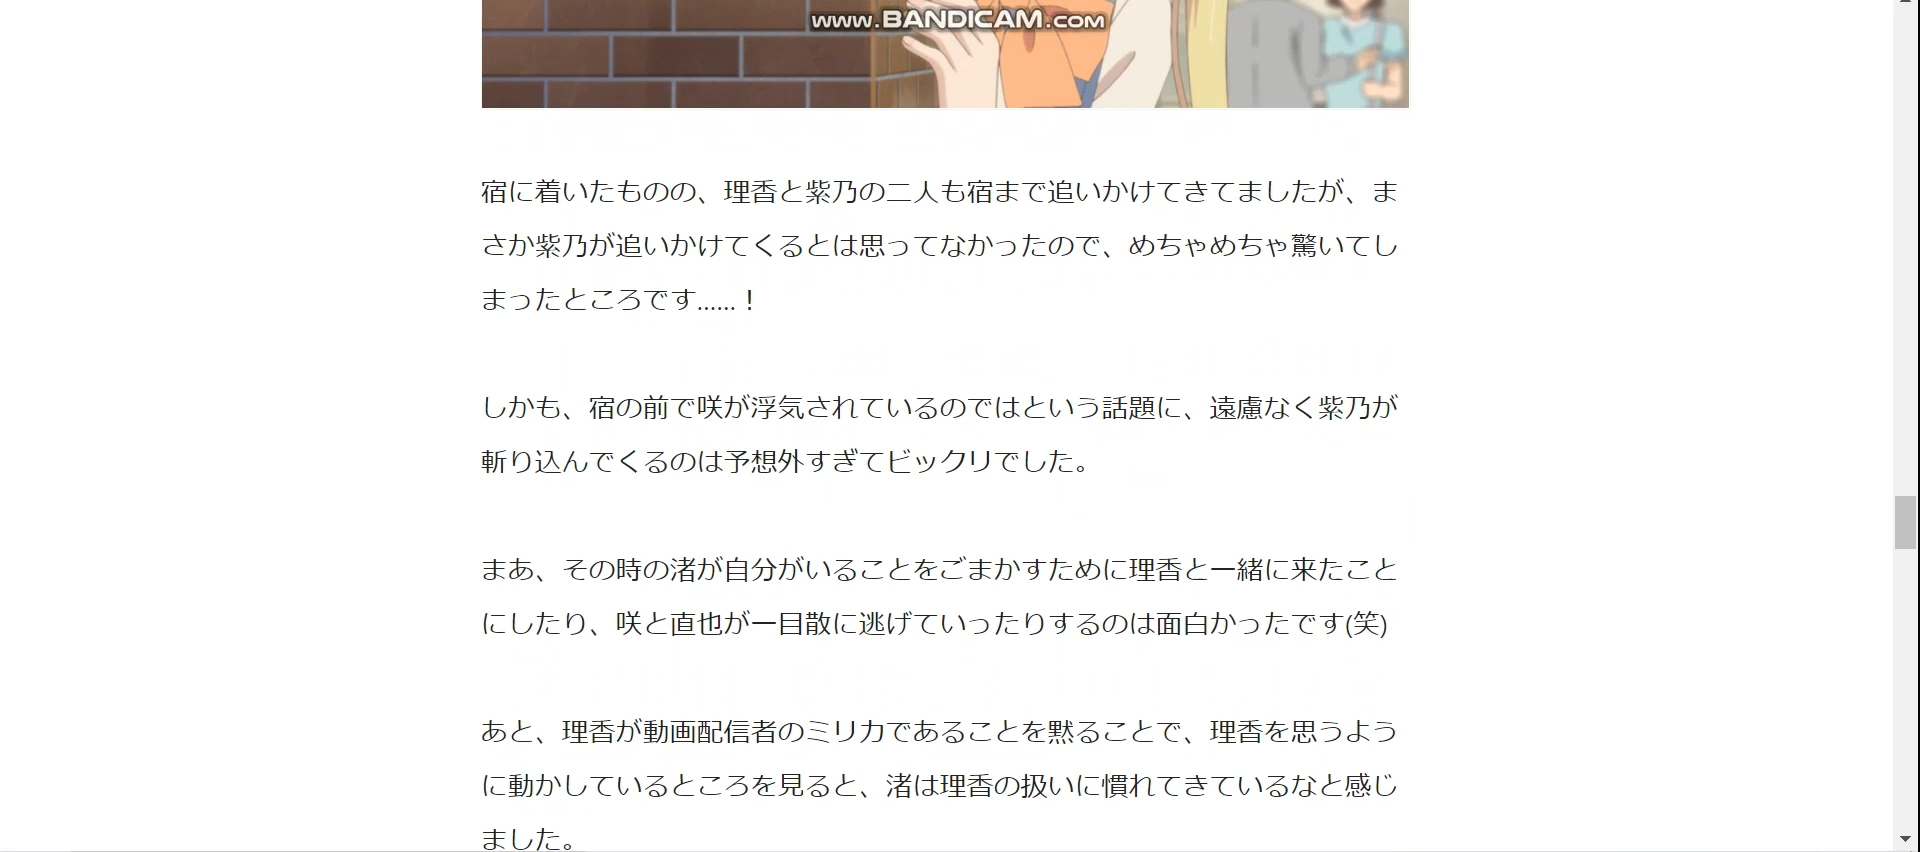 www.BANDICAM.com
宿に着いたものの、理香と紫乃の二人も宿まで追いかけてきてましたが、ま
さか紫乃が追いかけてくるとは思ってなかったので、めちゃめちゃ驚いてし
まったところです……！
しかも、宿の前で咲が浮気されているのではという話題に、遠慮なく紫乃が
斬り込んでくるのは予想外すぎてビックリでした。
まあ、その時の渚が自分がいることをごまかすために理香と一緒に来たこと
にしたり、咲と直也が一目散に逃げていったりするのは面白かったです(笑)
あと、理香が動画配信者のミリカであることを黙ることで、理香を思うよう
に動かしているところを見ると、渚は理香の扱いに慣れてきているなと感じ
ました。